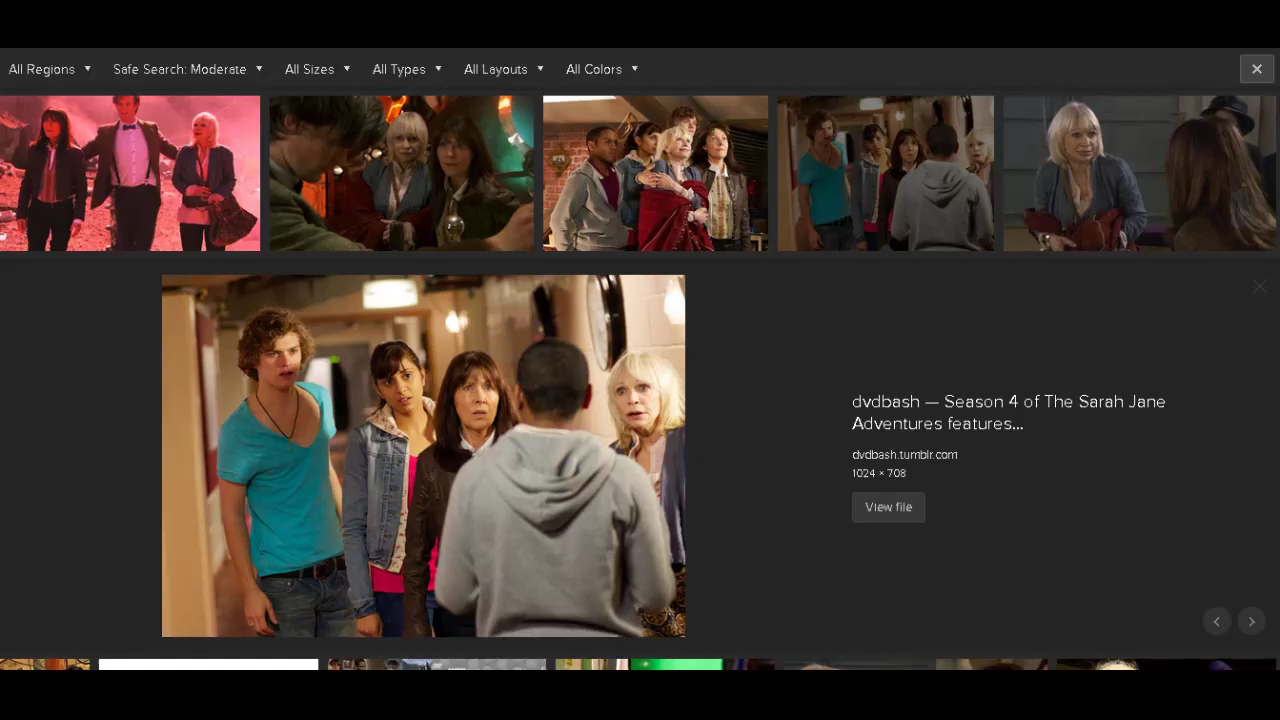 All Regions
Safe Search: Moderate
All Sizes
All Types
All Layouts
All Colors
dvdbash — Season 4 of The Sarah Jane
Adventures features...
dvdbash.tumblr.com
1024 × 708
View file